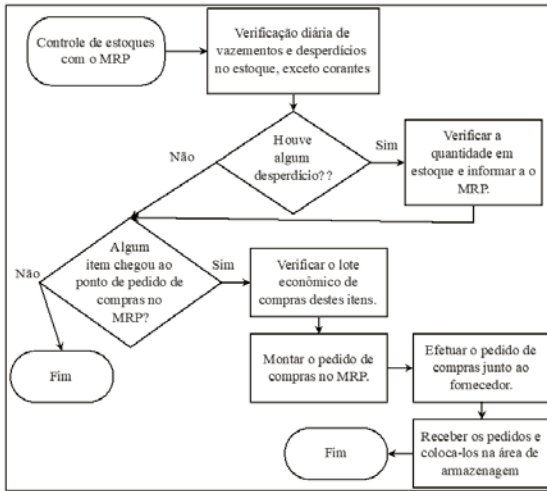 Controle de estoques
com o MRP
Verificação diária de
vazementos e desperdícios
no estoque, exceto corantes
Houve
algum
desperdício??
Não
Sim
Verificar a
quantidade em
estoque e informar a o
MRP.
Algum
item chegou ao
ponto de pedido de
compras no
MRP?
Não
Sim
Verificar o lote
econômico de
compras destes itens.
Fim
Montar o pedido de
compras no MRP.
Efetuar o pedido de
compras junto ao
fornecedor.
Receber os pedidos e
coloca-los na área de
armazenagem
Fim